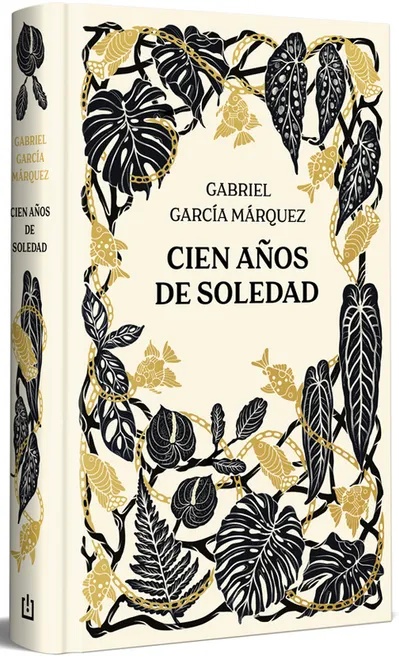 GABRIEL
GARCÍA
MÁRQUEZ
CIEN AÑOS
DE
SOLEDAD
GABRIEL
GARCÍA MÁRQUEZ
CIEN AÑOS
DE SOLEDAD